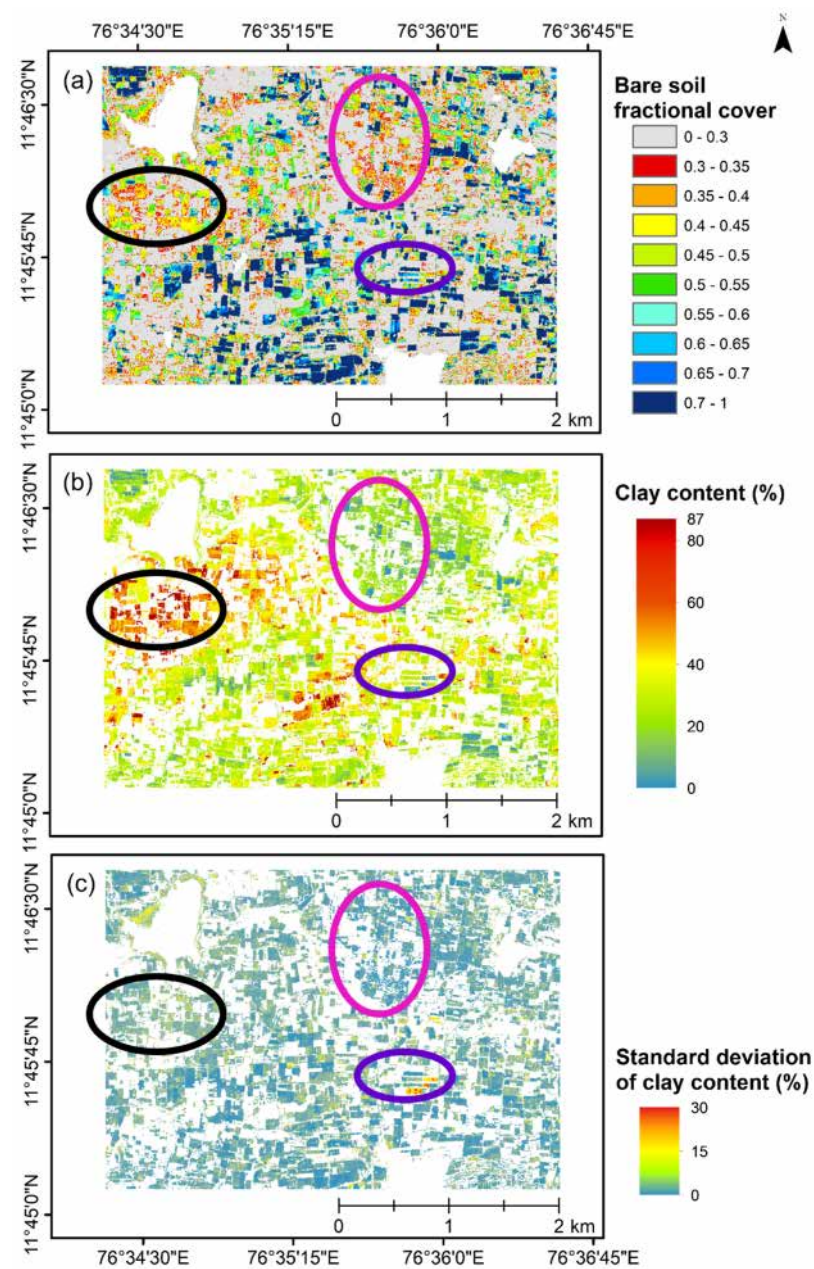 76°34'30"E 76°35'15"E 76°36'0"E 76°36'45"E
N
(a)
11°46'30"N
11°45'45"N
11°45'0"N
0 1 2 km
Bare soil
fractional cover
0 - 0.3
0.3 - 0.35
0.35 - 0.4
0.4 - 0.45
0.45 - 0.5
0.5 - 0.55
0.55 - 0.6
0.6 - 0.65
0.65 - 0.7
0.7 - 1
(b)
11°46'30"N
11°45'45"N
11°45'0"N
0 1 2 km
Clay content (%)
87
80
60
40
20
0
(c)
11°46'30"N
11°45'45"N
11°45'0"N
0 1 2 km
Standard deviation
of clay content (%)
30
15
0
76°34'30"E 76°35'15"E 76°36'0"E 76°36'45"E